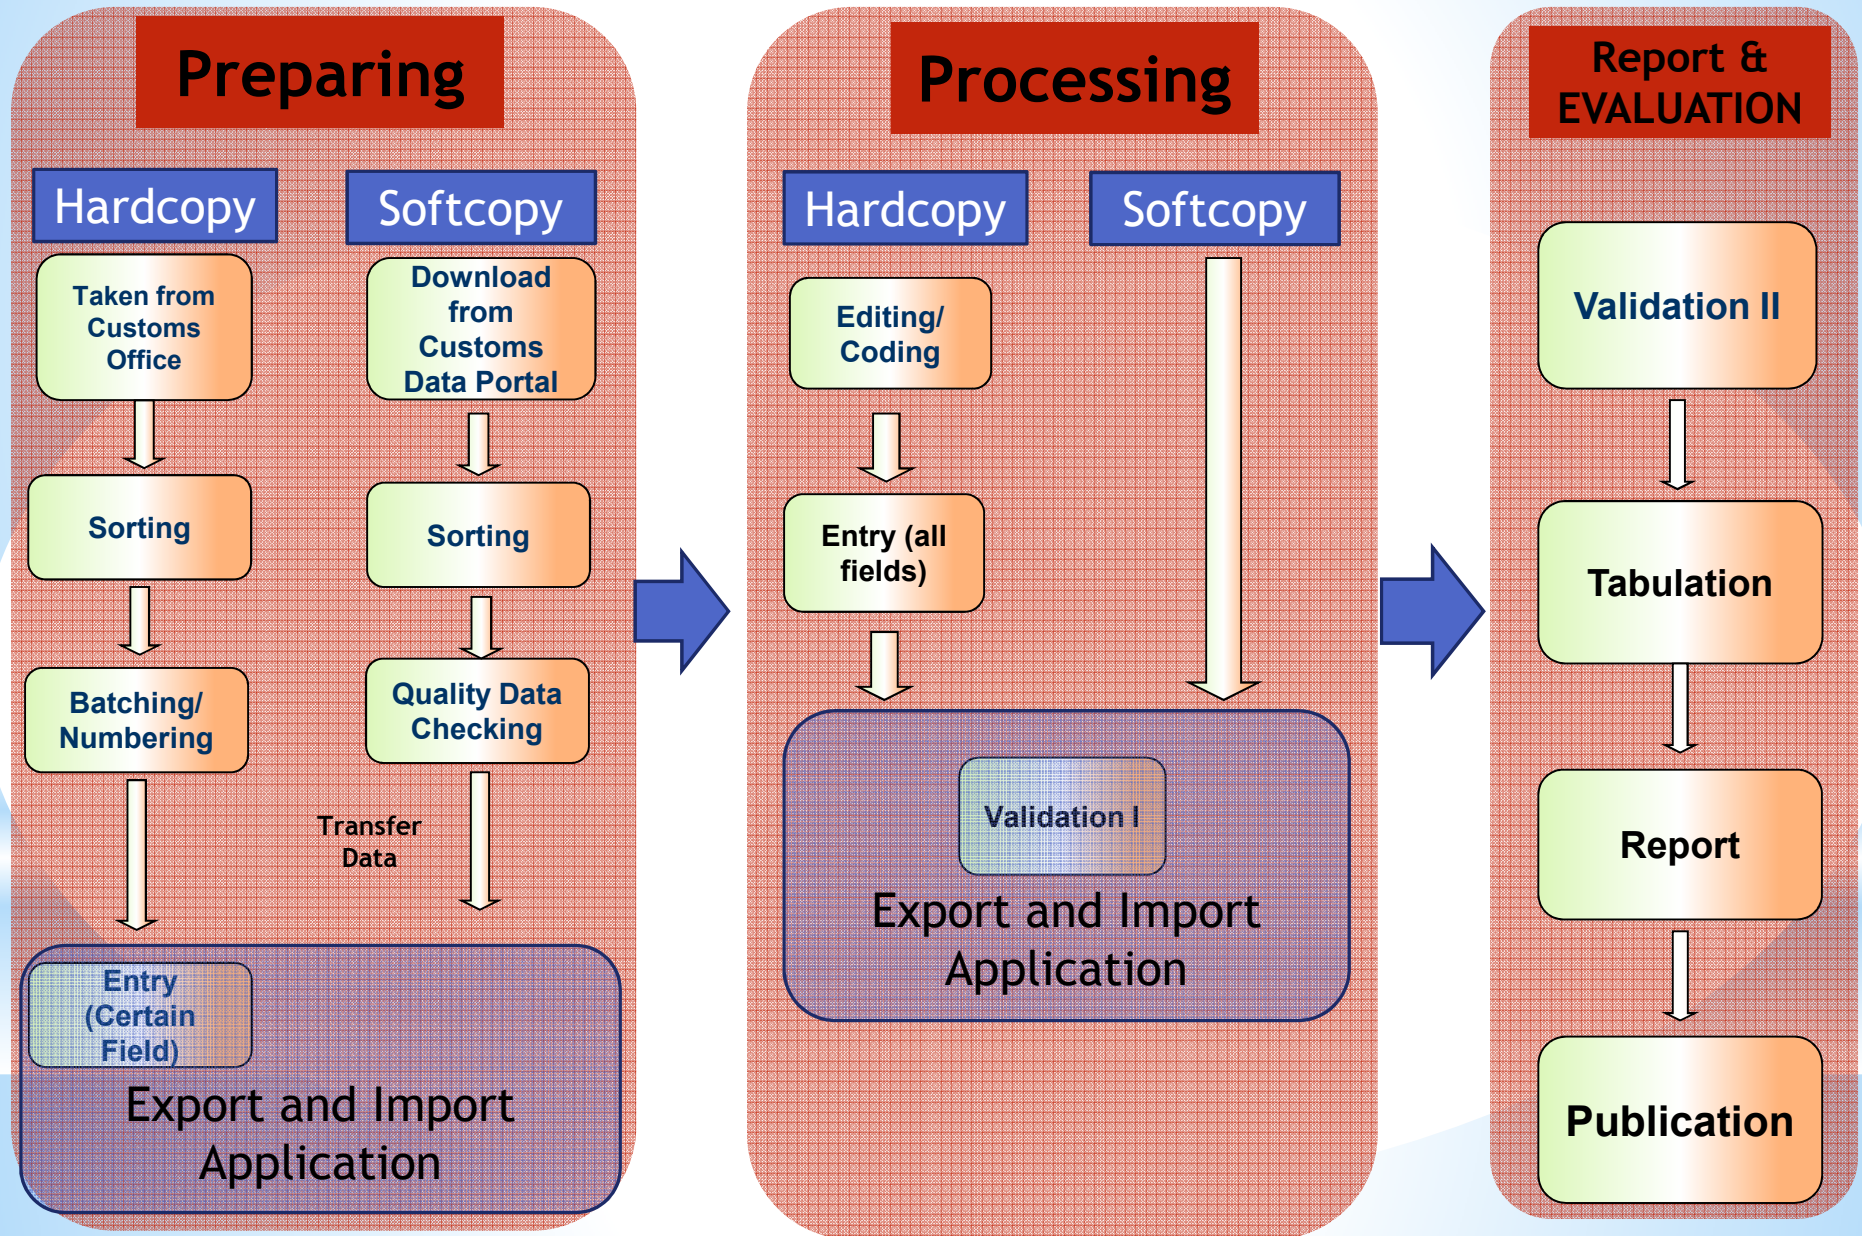 Preparing
Hardcopy
Taken from
Customs
Office
Sorting
Batching/
Numbering
Softcopy
Download
from
Customs
Data Portal
Sorting
Quality Data
Checking
Transfer
Data
Entry
(Certain
Field)
Export and Import
Application
Processing
Hardcopy
Editing/
Coding
Entry (all
fields)
Softcopy
Validation I
Export and Import
Application
Report &
EVALUATION
Validation II
Tabulation
Report
Publication